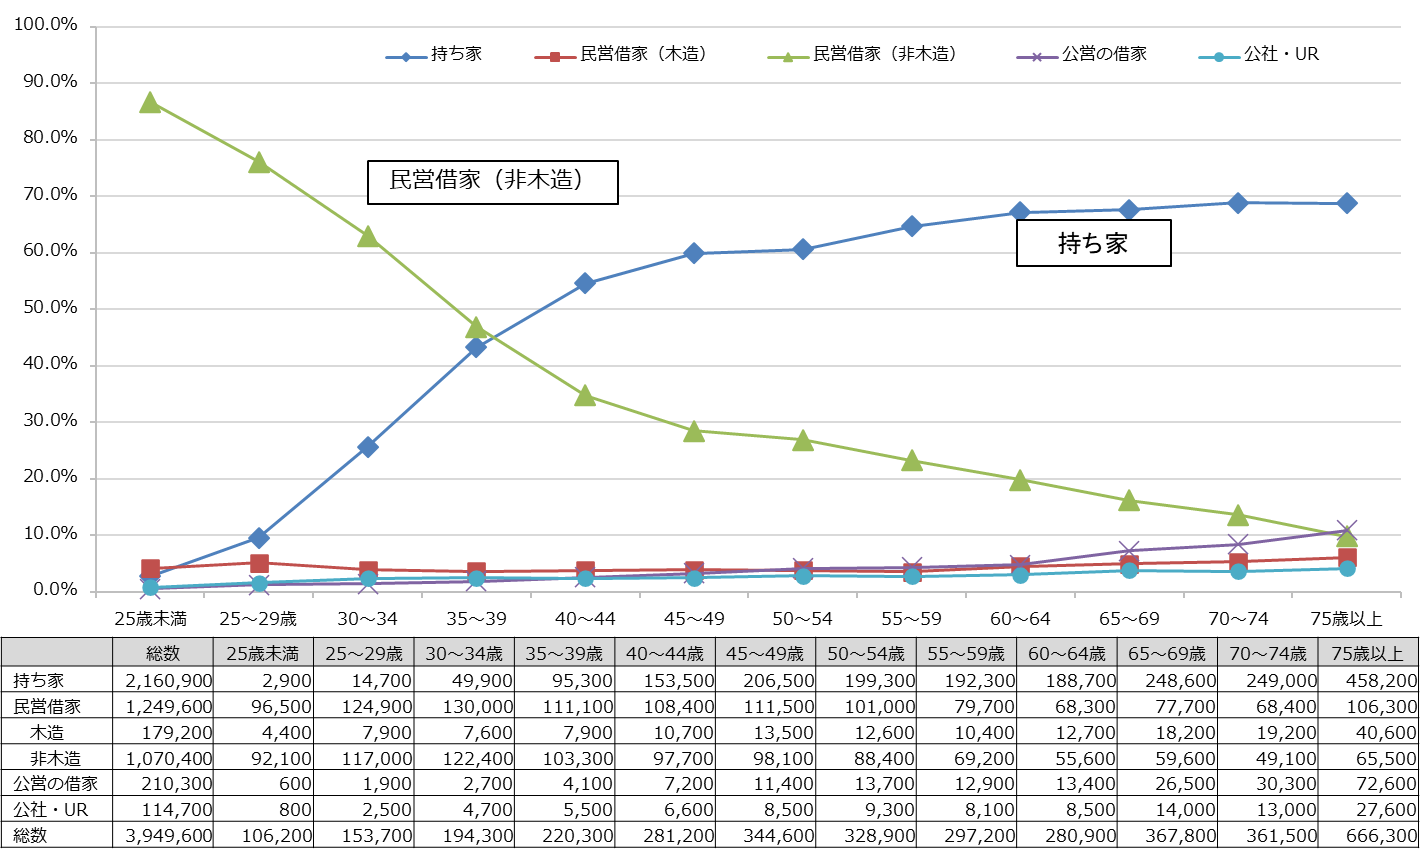 100.0%
持ち家 民営借家（木造） 民営借家（非木造） 公営の借家 公社・UR
90.0%
80.0%
民営借家（非木造）
70.0%
60.0%
持ち家
50.0%
40.0%
30.0%
20.0%
10.0%
0.0%
25歳未満 25～29歳 30～34 35～39 40～44 45～49 50～54 55～59 60～64 65～69 70～74 75歳以上
総数 25歳未満 25～29歳 30～34歳 35～39歳 40～44歳 45～49歳 50～54歳 55～59歳 60～64歳 65～69歳 70～74歳 75歳以上
持ち家 2,160,900 2,900 14,700 49,900 95,300 153,500 206,500 199,300 192,300 188,700 248,600 249,000 458,200
民営借家 1,249,600 96,500 124,900 130,000 111,100 108,400 111,500 101,000 79,700 68,300 77,700 68,400 106,300
木造 179,200 4,400 7,900 7,600 7,900 10,700 13,500 12,600 10,400 12,700 18,200 19,200 40,600
非木造 1,070,400 92,100 117,000 122,400 103,300 97,700 98,100 88,400 69,200 55,600 59,600 49,100 65,500
公営の借家 210,300 600 1,900 2,700 4,100 7,200 11,400 13,700 12,900 13,400 26,500 30,300 72,600
公社・UR 114,700 800 2,500 4,700 5,500 6,600 8,500 9,300 8,100 8,500 14,000 13,000 27,600
総数 3,949,600 106,200 153,700 194,300 220,300 281,200 344,600 328,900 297,200 280,900 367,800 361,500 666,300